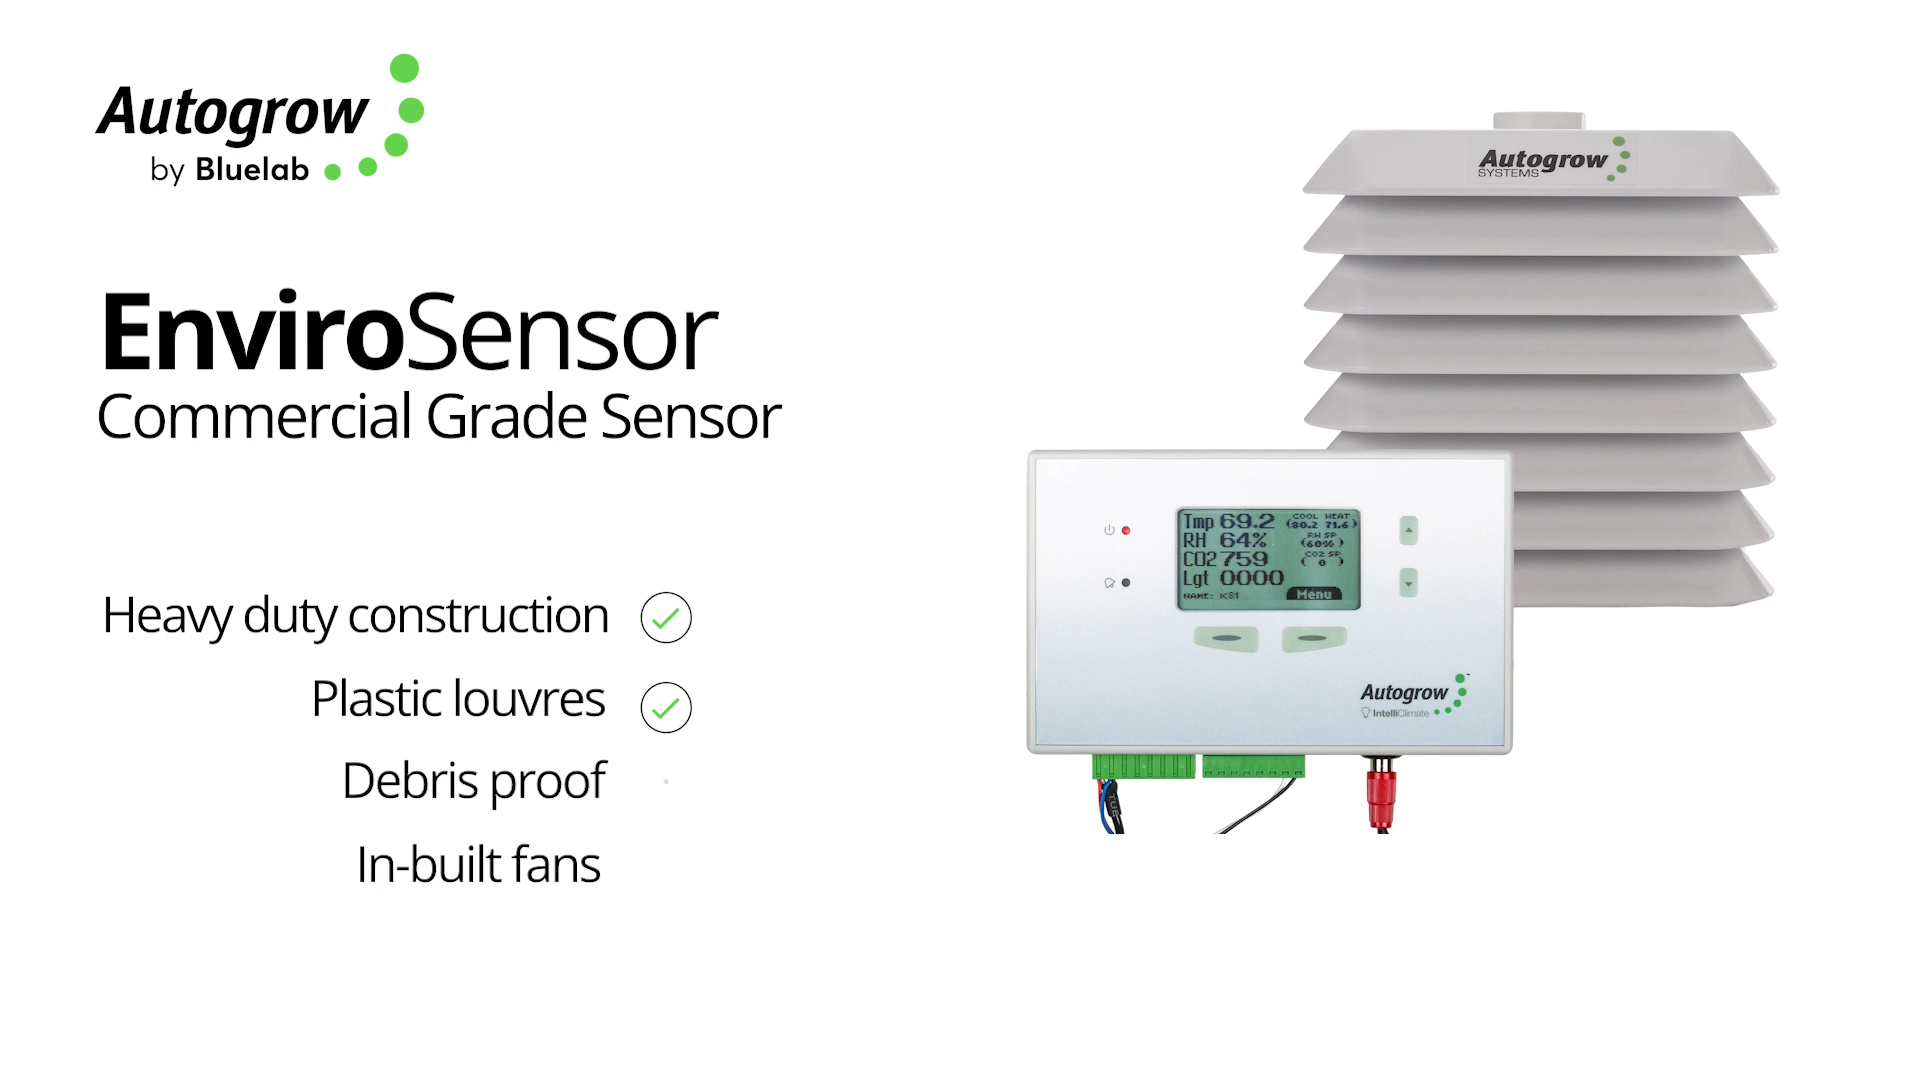 Autogrow
by Bluelab
EnviroSensor
Commercial Grade Sensor
Heavy duty construction
Plastic louvres
Debris proof
In-built fans
Autogrow
SYSTEMS
Tmp 69.2
COOL HEAT
(80.2 71.6)
RH 64%
RH SP
(60%)
CO2 759
CO2 SP
( 0 )
Lgt 0000
NAME: IC81
Menu
Autogrow
IntelliClimate